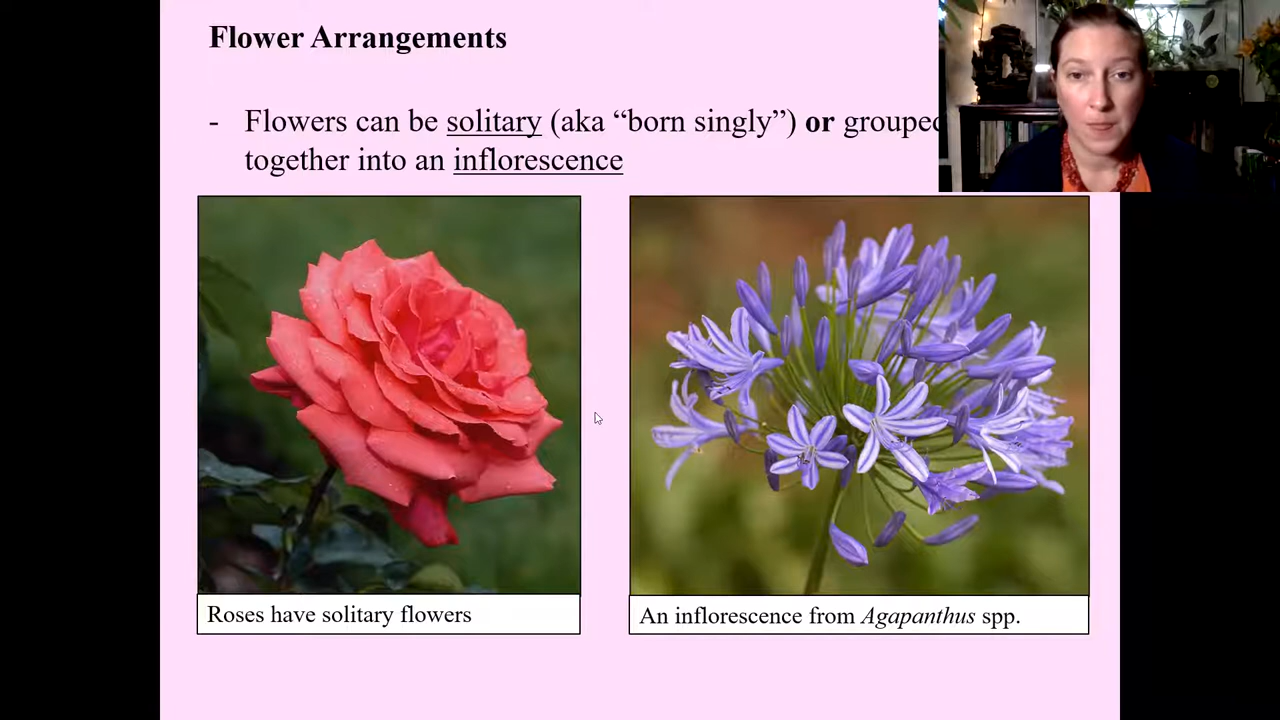 Flower Arrangements
- Flowers can be solitary (aka “born singly”) or grouped
together into an inflorescence
Roses have solitary flowers
An inflorescence from Agapanthus spp.